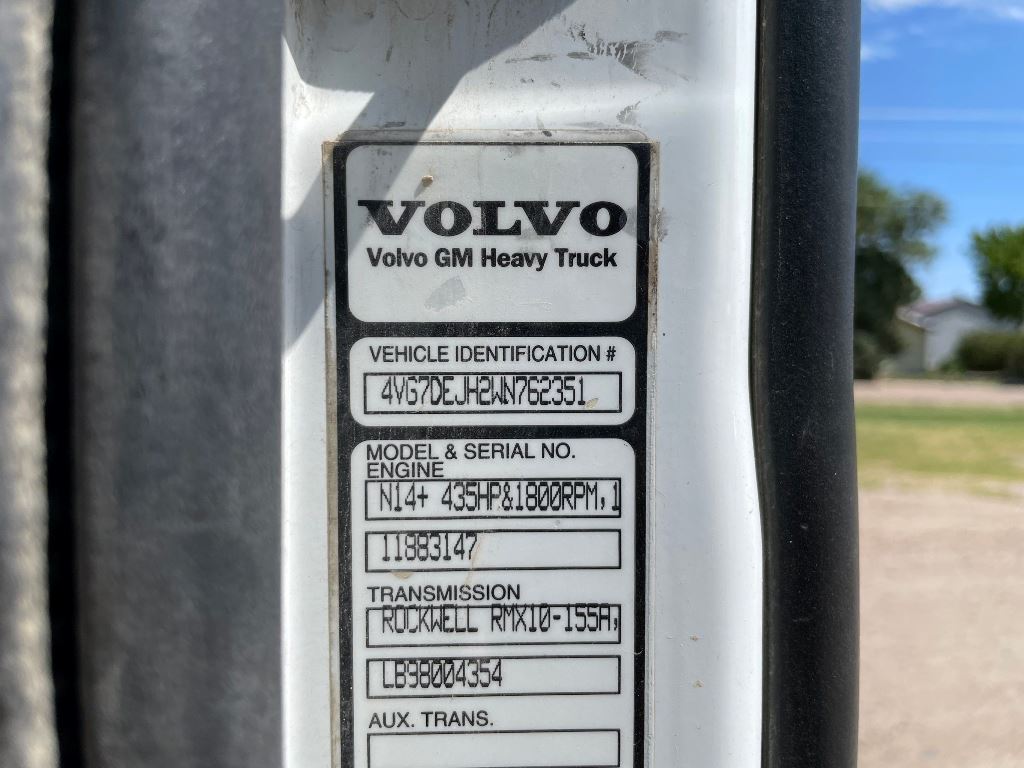 VOLVO
Volvo GM Heavy Truck
VEHICLE IDENTIFICATION #
4VG7DEJH2WN762351
MODEL & SERIAL NO.
ENGINE
N14+ 435HP&1800RPM,1
11883147
TRANSMISSION
ROCKWELL RMX10-155A,
LB98004354
AUX. TRANS.